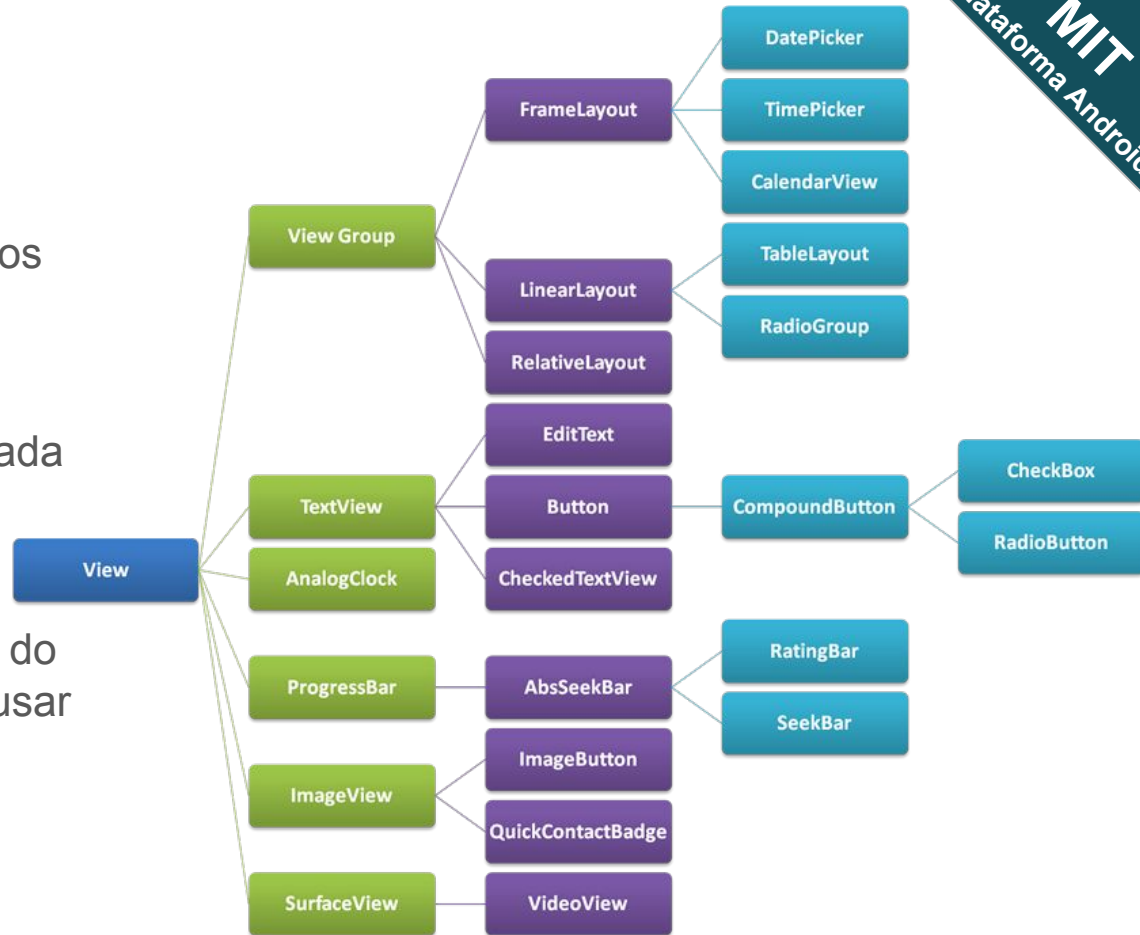 MIT
Plataforma Android
os
ada
do
usar
View
View Group
TextView
AnalogClock
ProgressBar
ImageView
SurfaceView
FrameLayout
LinearLayout
RelativeLayout
EditText
Button
CheckedTextView
AbsSeekBar
ImageButton
QuickContactBadge
VideoView
DatePicker
TimePicker
CalendarView
TableLayout
RadioGroup
CompoundButton
RatingBar
SeekBar
CheckBox
RadioButton